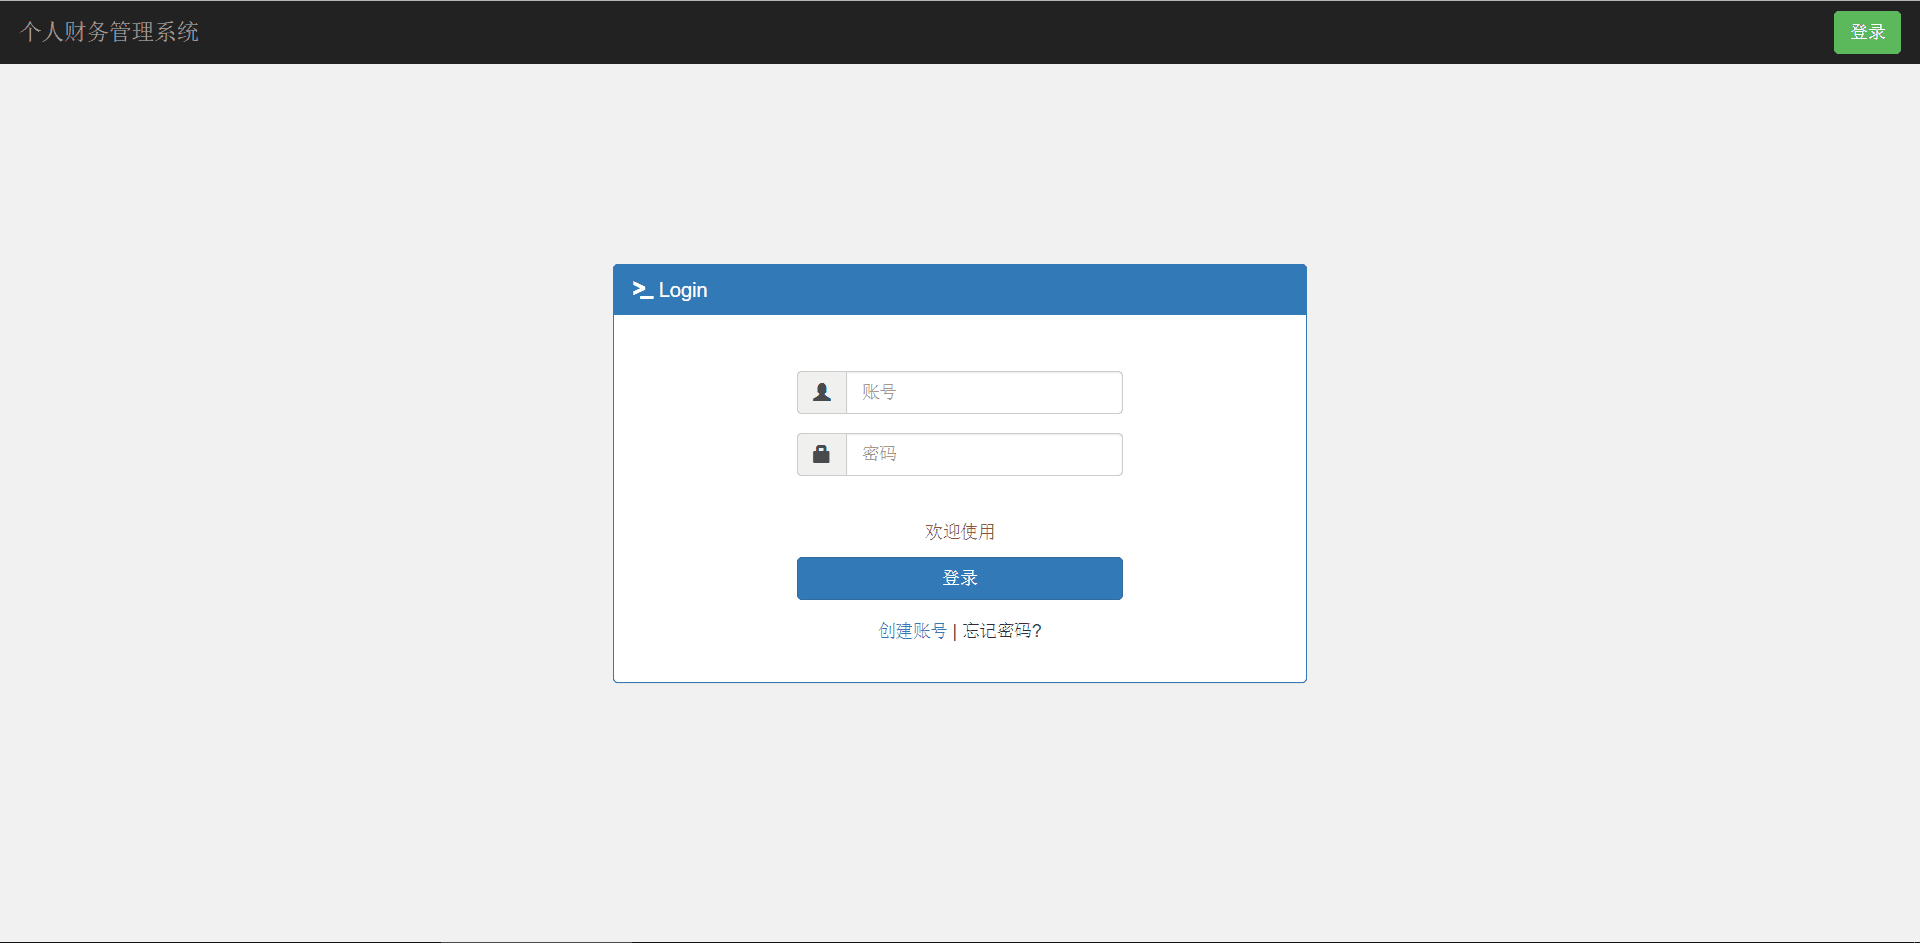 个人财务管理系统
登录
Login
账号
密码
欢迎使用
登录
创建账号 | 忘记密码?